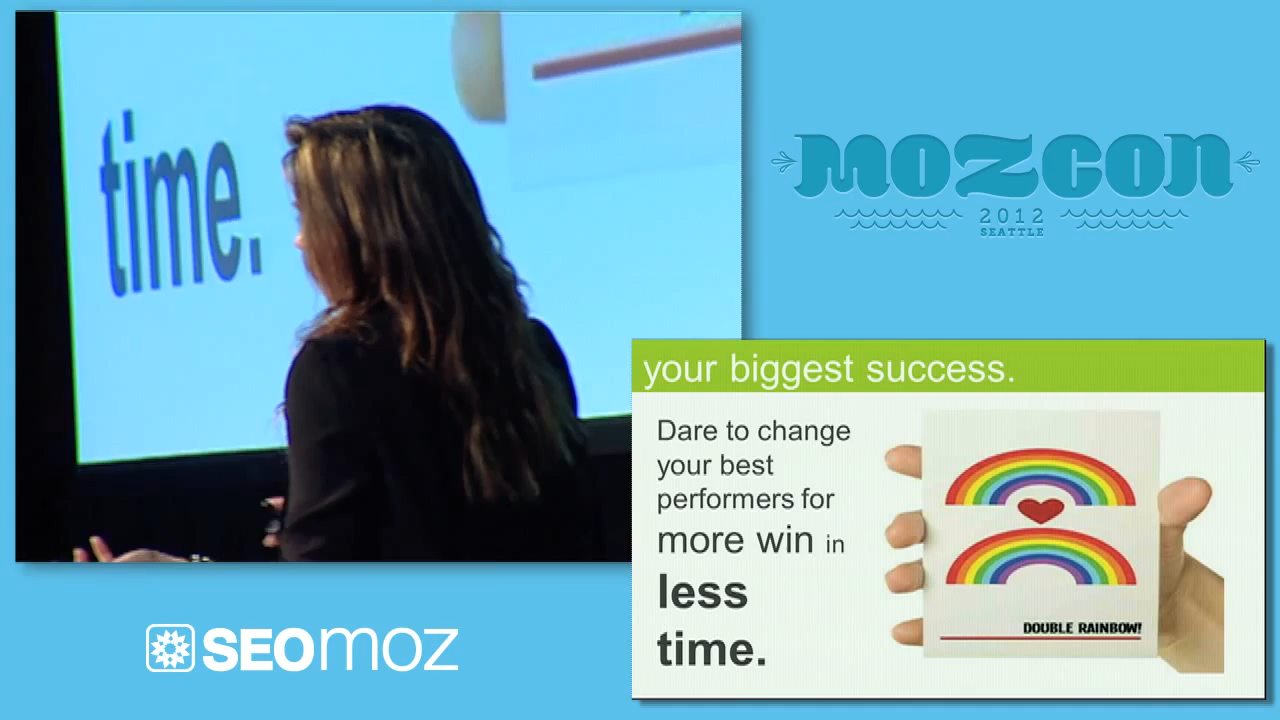 time.
MOZCON
2012
SEATTLE
your biggest success.
Dare to change
your best
performers for
more win in
less
time.
DOUBLE RAINBOW!
SEOmoz